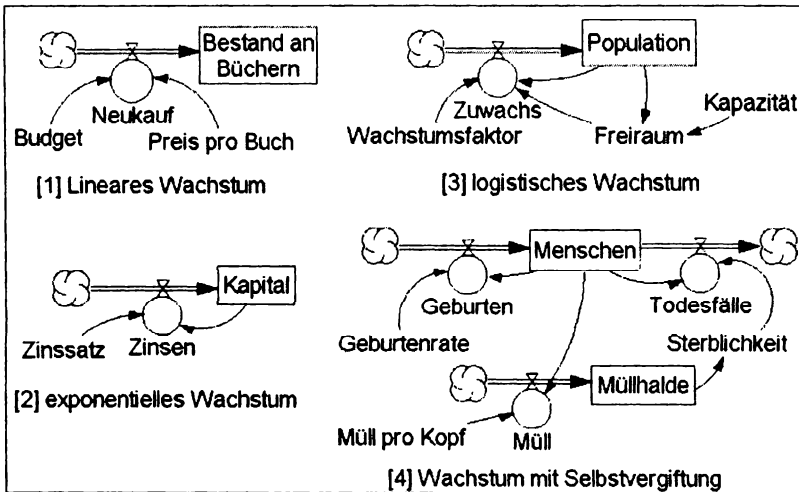 Bestand an
Büchern
Neukauf
Budget
Preis pro Buch
[1] Lineares Wachstum
Population
Zuwachs
Kapazität
Wachstumsfaktor
Freiraum
[3] logistisches Wachstum
Kapital
Zinssatz
Zinsen
[2] exponentielles Wachstum
Menschen
Geburten
Todesfälle
Geburtenrate
Sterblichkeit
Müllhalde
Müll pro Kopf
Müll
[4] Wachstum mit Selbstvergiftung